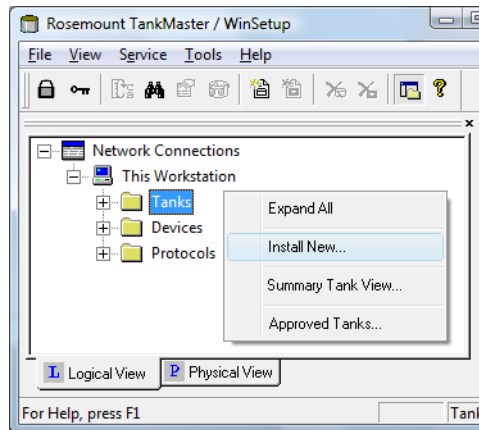 Rosemount TankMaster / WinSetup
File View Service Tools Help
Network Connections
This Workstation
Tanks
Devices
Protocols
Expand All
Install New...
Summary Tank View...
Approved Tanks...
L Logical View P Physical View
For Help, press F1 Tank